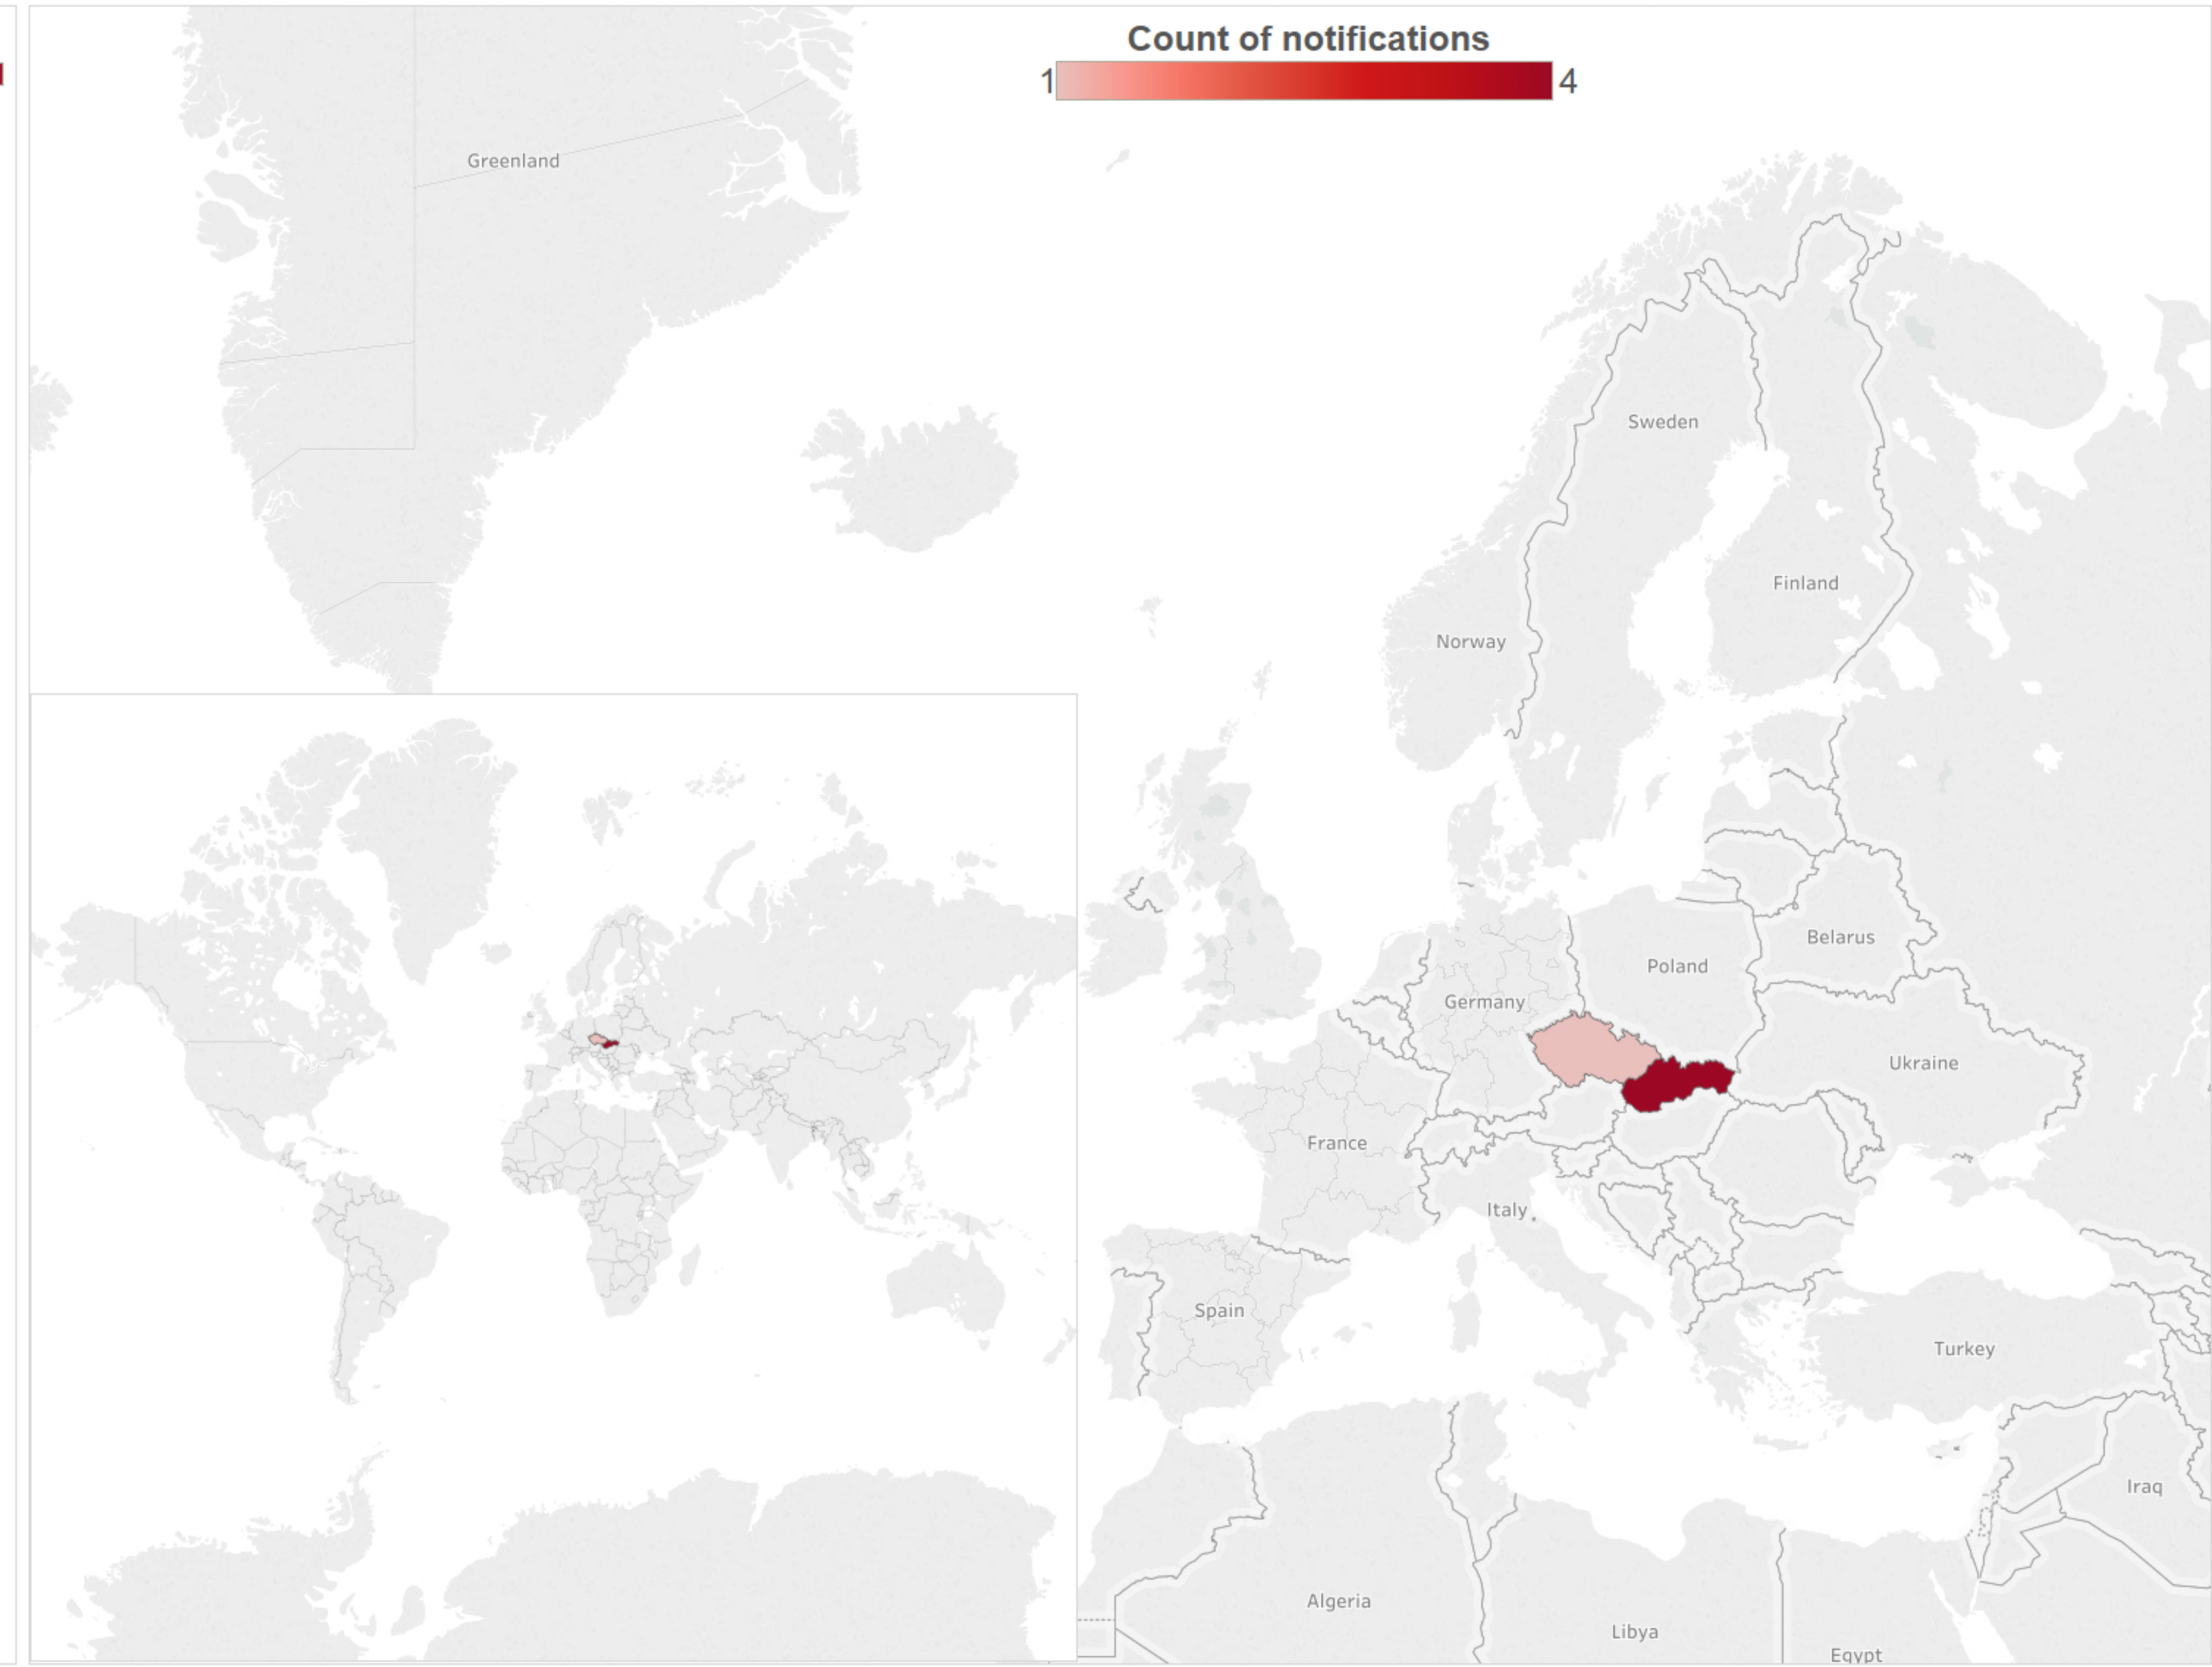 Count of notifications
1 4
Greenland
Sweden
Finland
Norway
Belarus
Poland
Germany
Ukraine
France
Italy
Spain
Turkey
Iraq
Algeria
Libya
Egypt